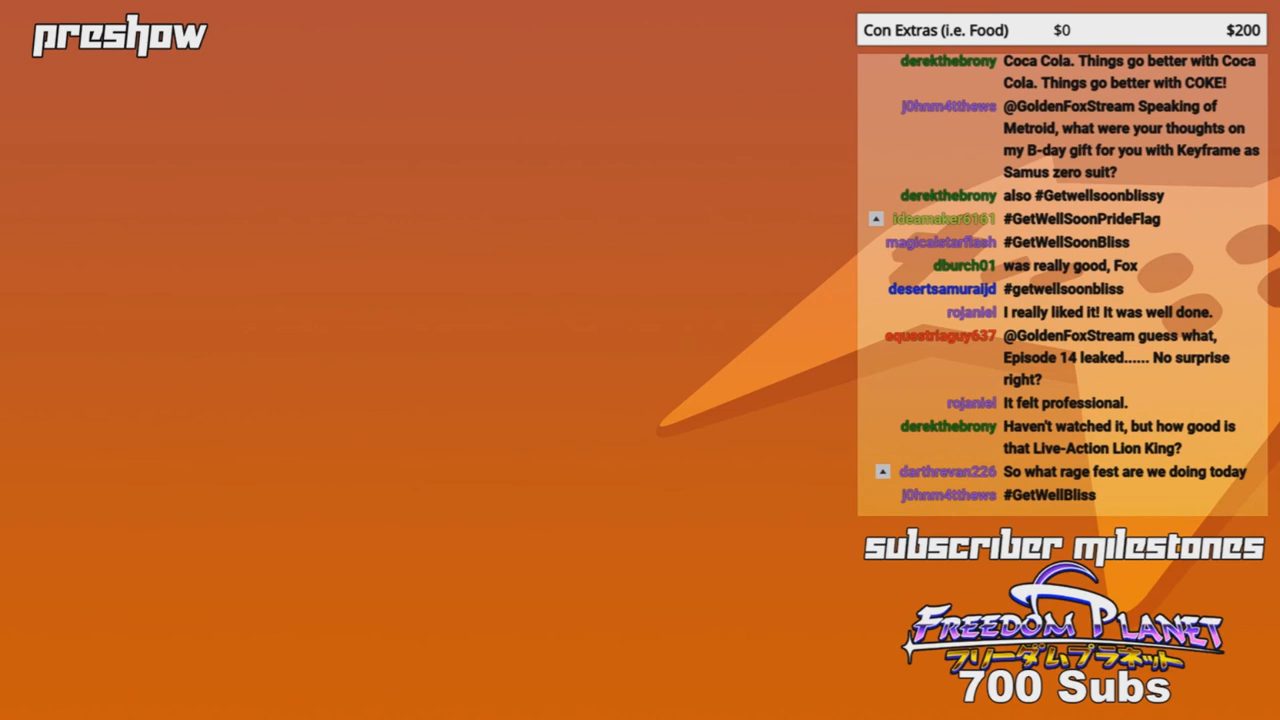 preshow
Con Extras (i.e. Food) $0 $200
derekthebrony Coca Cola. Things go better with Coca
Cola. Things go better with COKE!
j0hnm4tthews @GoldenFoxStream Speaking of
Metroid, what were your thoughts on
my B-day gift for you with Keyframe as
Samus zero suit?
derekthebrony also #Getwellsoonblissy
ideamaker6161 #GetWellSoonPrideFlag
magicalstarflash #GetWellSoonBliss
dburch01 was really good, Fox
desertsamuraijd #getwellsoonbliss
rojaniel I really liked it! It was well done.
equestriaguy637 @GoldenFoxStream guess what,
Episode 14 leaked...... No surprise
right?
rojaniel It felt professional.
derekthebrony Haven't watched it, but how good is
that Live-Action Lion King?
darthrevan226 So what rage fest are we doing today
j0hnm4tthews #GetWellBliss
subscriber milestones
FREEDOM PLANET
フリーダムプラネット
700 Subs